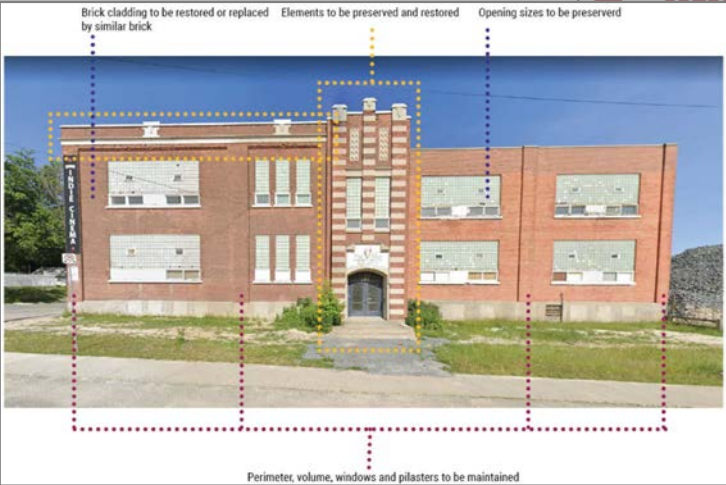 Brick cladding to be restored or replaced
by similar brick
Elements to be preserved and restored
Opening sizes to be preserverd
INDIE CINEMA
Perimeter, volume, windows and pilasters to be maintained